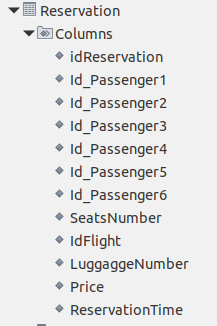 Reservation
Columns
idReservation
Id_Passenger1
Id_Passenger2
Id_Passenger3
Id_Passenger4
Id_Passenger5
Id_Passenger6
SeatsNumber
IdFlight
LuggaggeNumber
Price
ReservationTime